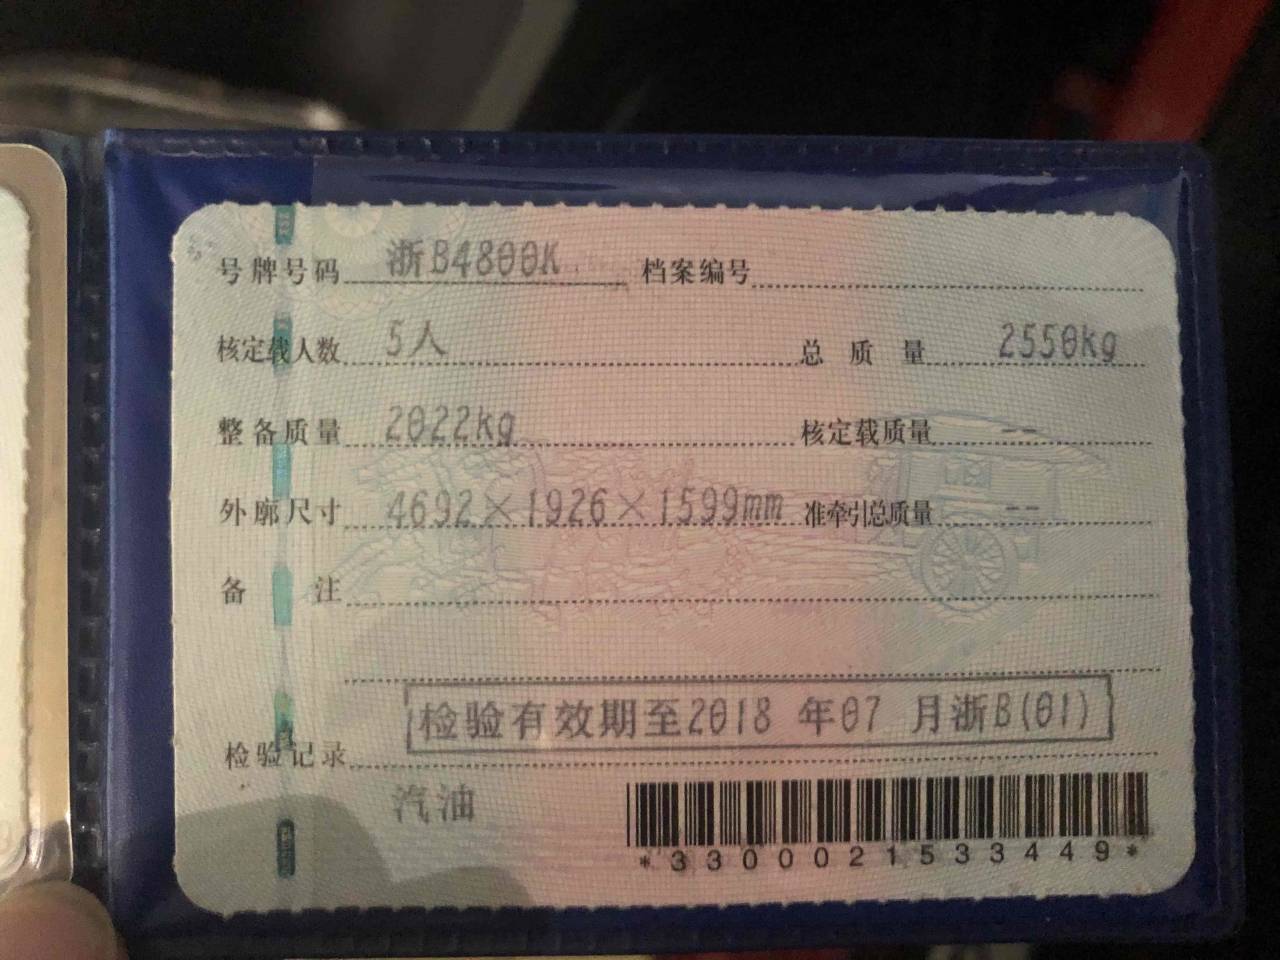 号牌号码 浙B4800K 档案编号
核定载人数 5人 总质量 2550kg
整备质量 2022kg 核定载质量 --
外廓尺寸 4692×1926×1599mm 准牵引总质量 --
备注
检验有效期至2018年07月浙B(01)
检验记录
汽油
*3300021533449*